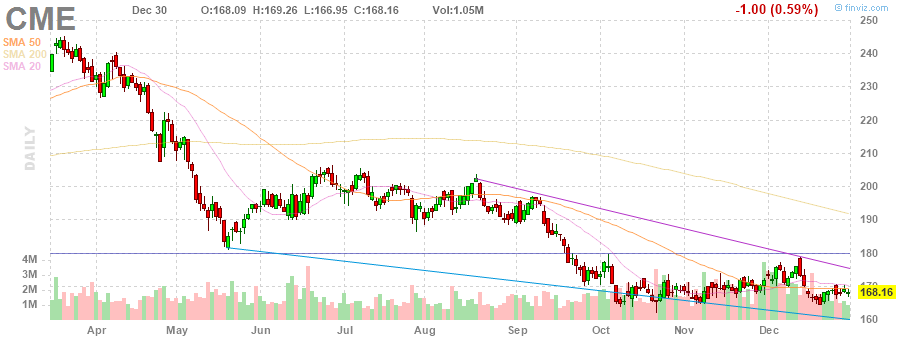 CME
Dec 30 O:168.09 H:169.26 L:166.95 C:168.16 Vol:1.05M
-1.00 (0.59%)
© finviz.com
SMA 50
SMA 200
SMA 20
DAILY
250
240
230
220
210
200
190
180
170
168.16
160
4M
3M
2M
1M
Apr May Jun Jul Aug Sep Oct Nov Dec